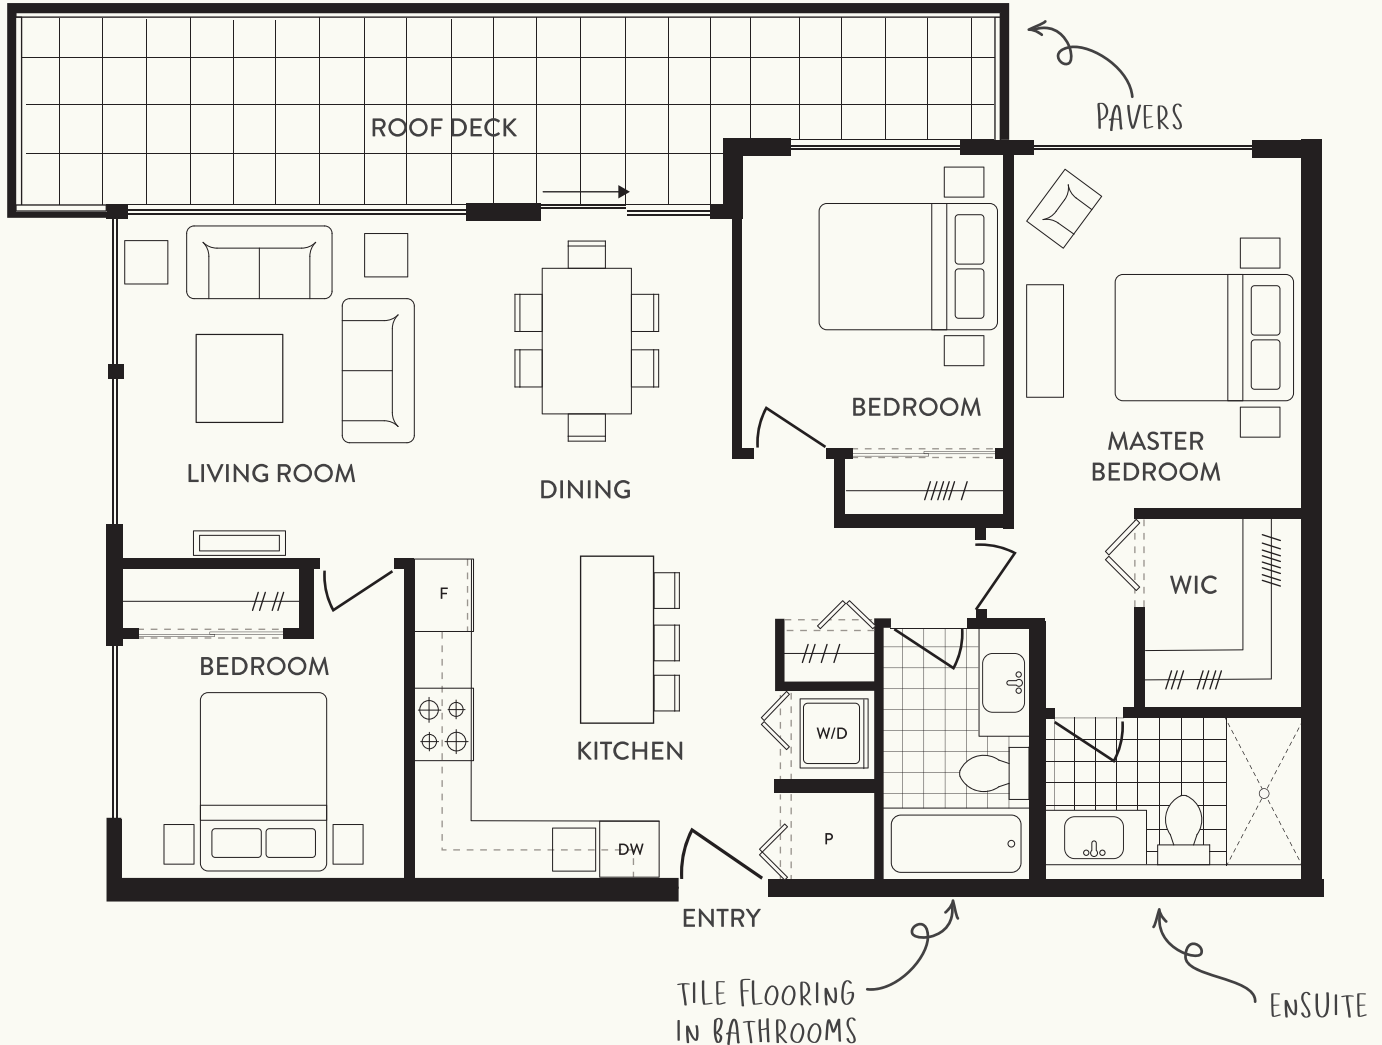 PAVERS
ROOF DECK
BEDROOM
MASTER
BEDROOM
LIVING ROOM
DINING
WIC
F
BEDROOM
W/D
KITCHEN
P
DW
ENTRY
TILE FLOORING
IN BATHROOMS
ENSUITE